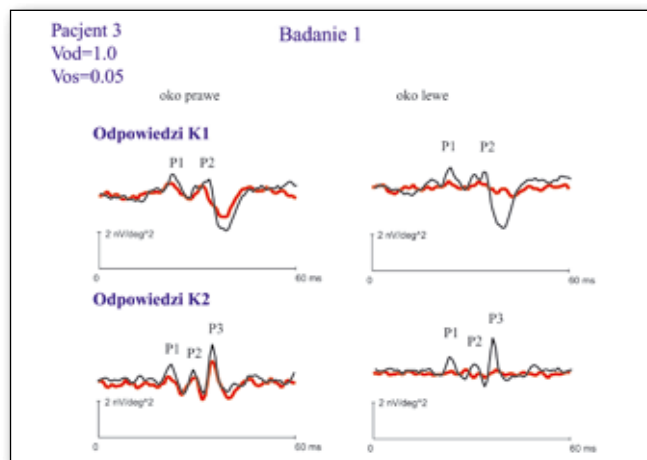 Pacjent 3
Vod=1.0
Vos=0.05
Badanie 1
oko prawe
oko lewe
Odpowiedzi K1
P1 P2
P1 P2
2 nV/deg^2
2 nV/deg^2
0
60 ms
0
60 ms
Odpowiedzi K2
P1 P2 P3
P1 P2 P3
2 nV/deg^2
2 nV/deg^2
0
60 ms
0
60 ms